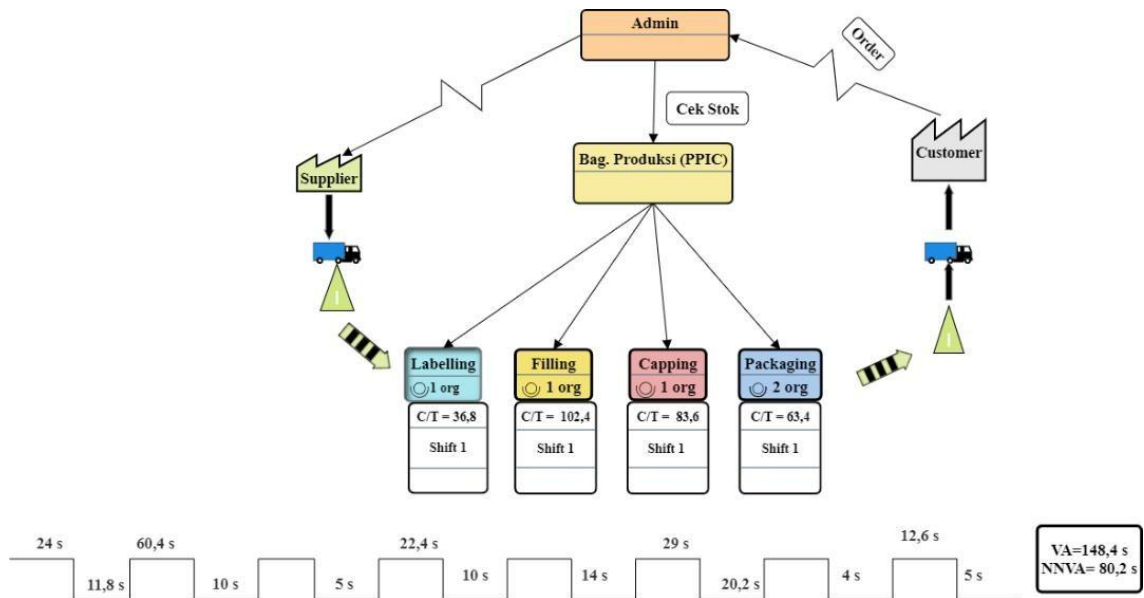 Admin
Order
Cek Stok
Bag. Produksi (PPIC)
Supplier
Customer
I
I
Labelling
1 org
C/T = 36,8
Shift 1
Filling
1 org
C/T = 102,4
Shift 1
Capping
1 org
C/T = 83,6
Shift 1
Packaging
2 org
C/T = 63,4
Shift 1
24 s
11,8 s
60,4 s
10 s
5 s
22,4 s
10 s
14 s
29 s
20,2 s
4 s
12,6 s
5 s
VA=148,4 s
NNVA= 80,2 s